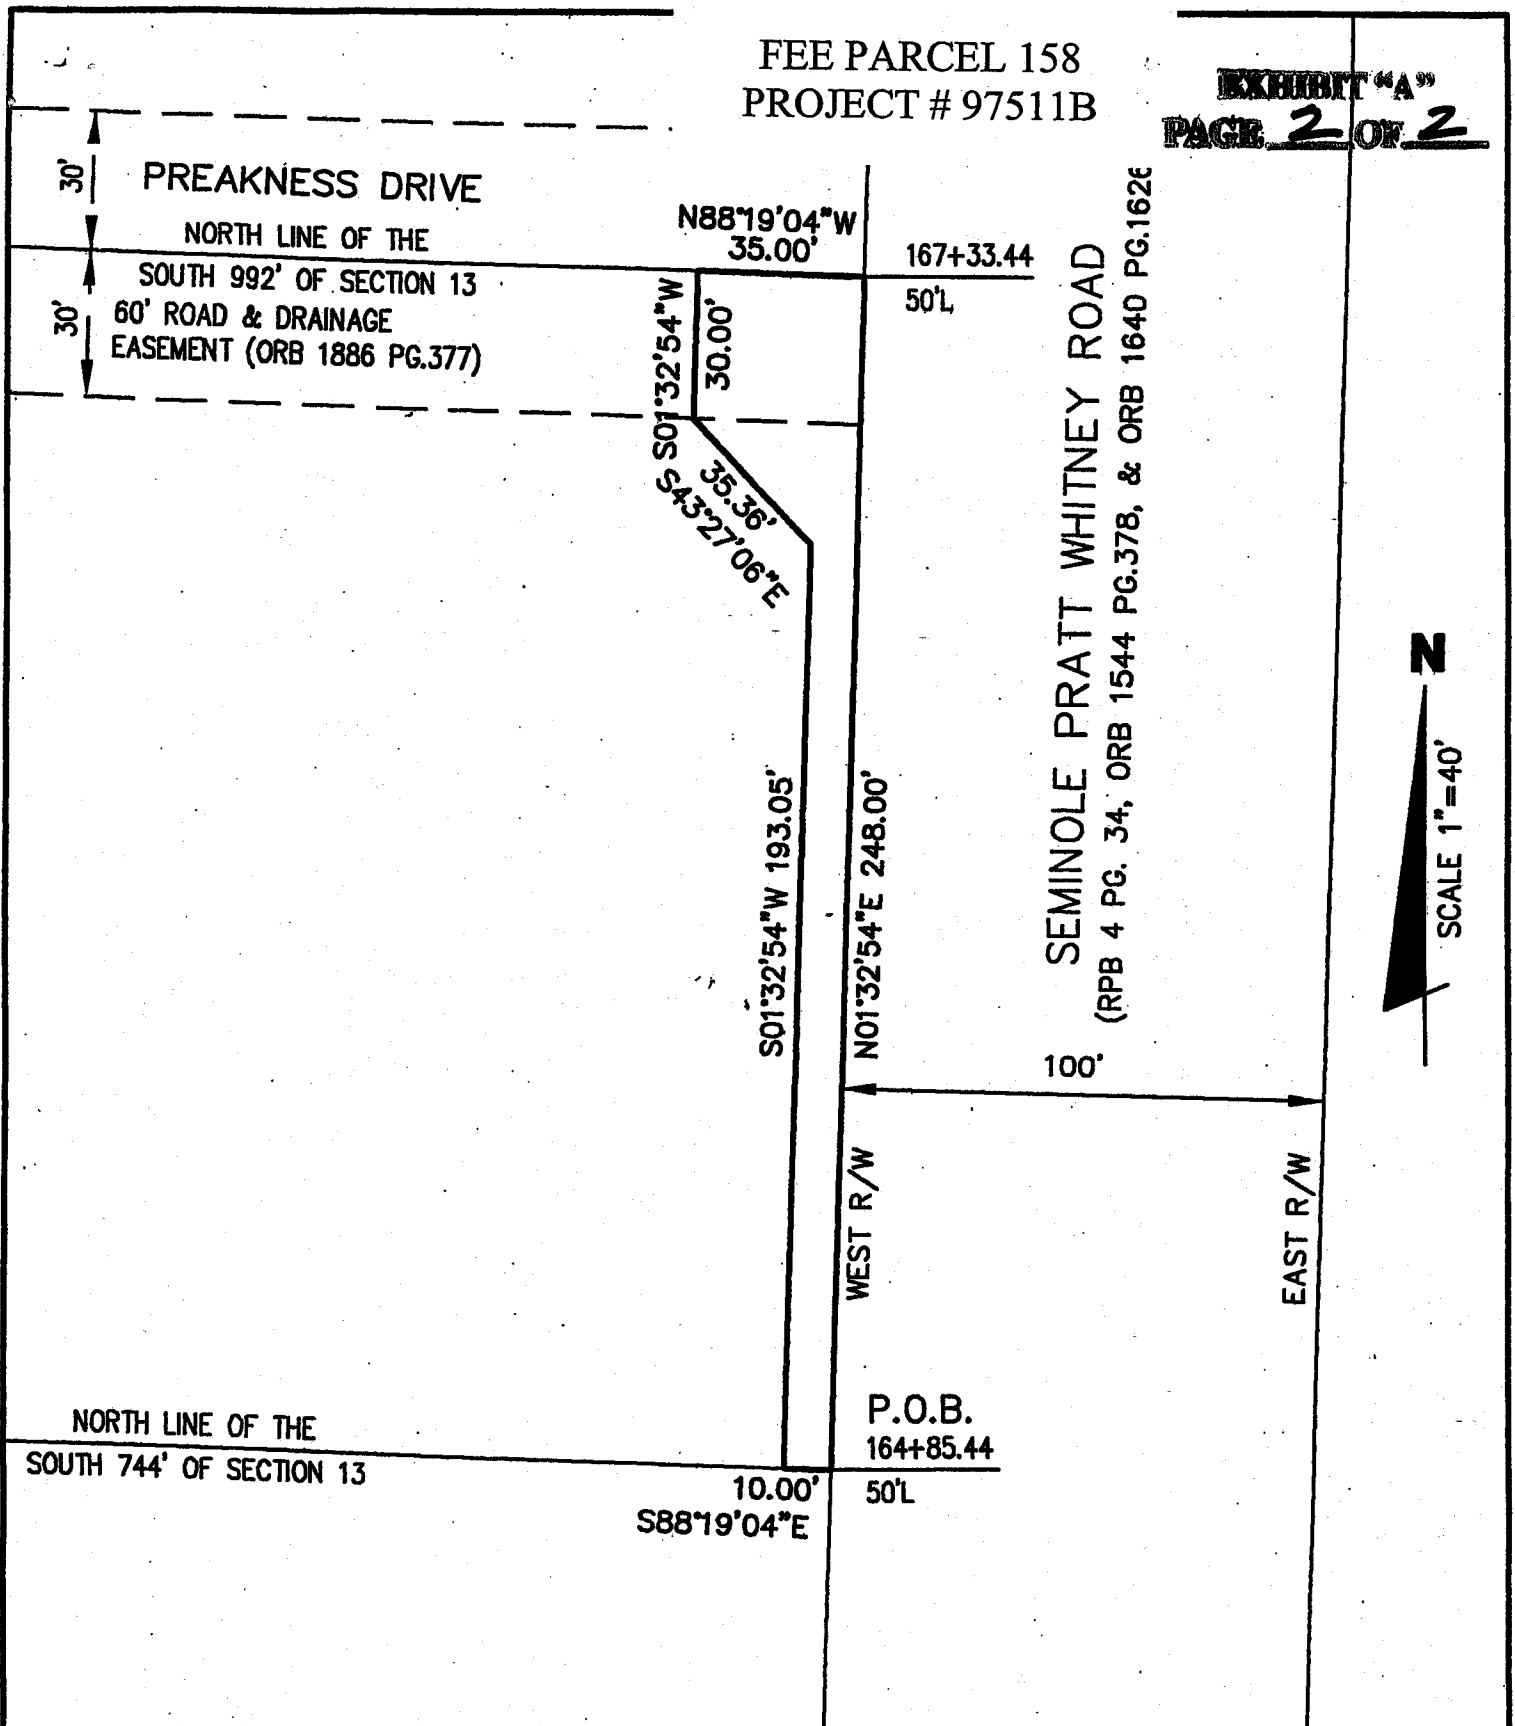 FEE PARCEL 158
PROJECT # 97511B
EXHIBIT "A"
PAGE 2 OF 2
30'
PREAKNESS DRIVE
NORTH LINE OF THE
SOUTH 992' OF SECTION 13
30'
60' ROAD & DRAINAGE
EASEMENT (ORB 1886 PG.377)
N88°19'04"W
35.00'
167+33.44
50'L
S01°32'54"W
30.00'
35.36'
S43°27'06"E
SEMINOLE PRATT WHITNEY ROAD
(RPB 4 PG. 34, ORB 1544 PG.378, & ORB 1640 PG.1626
N
SCALE 1"=40'
S01°32'54"W 193.05'
N01°32'54"E 248.00'
100'
WEST R/W
EAST R/W
P.O.B.
164+85.44
50'L
NORTH LINE OF THE
SOUTH 744' OF SECTION 13
10.00'
S88°19'04"E